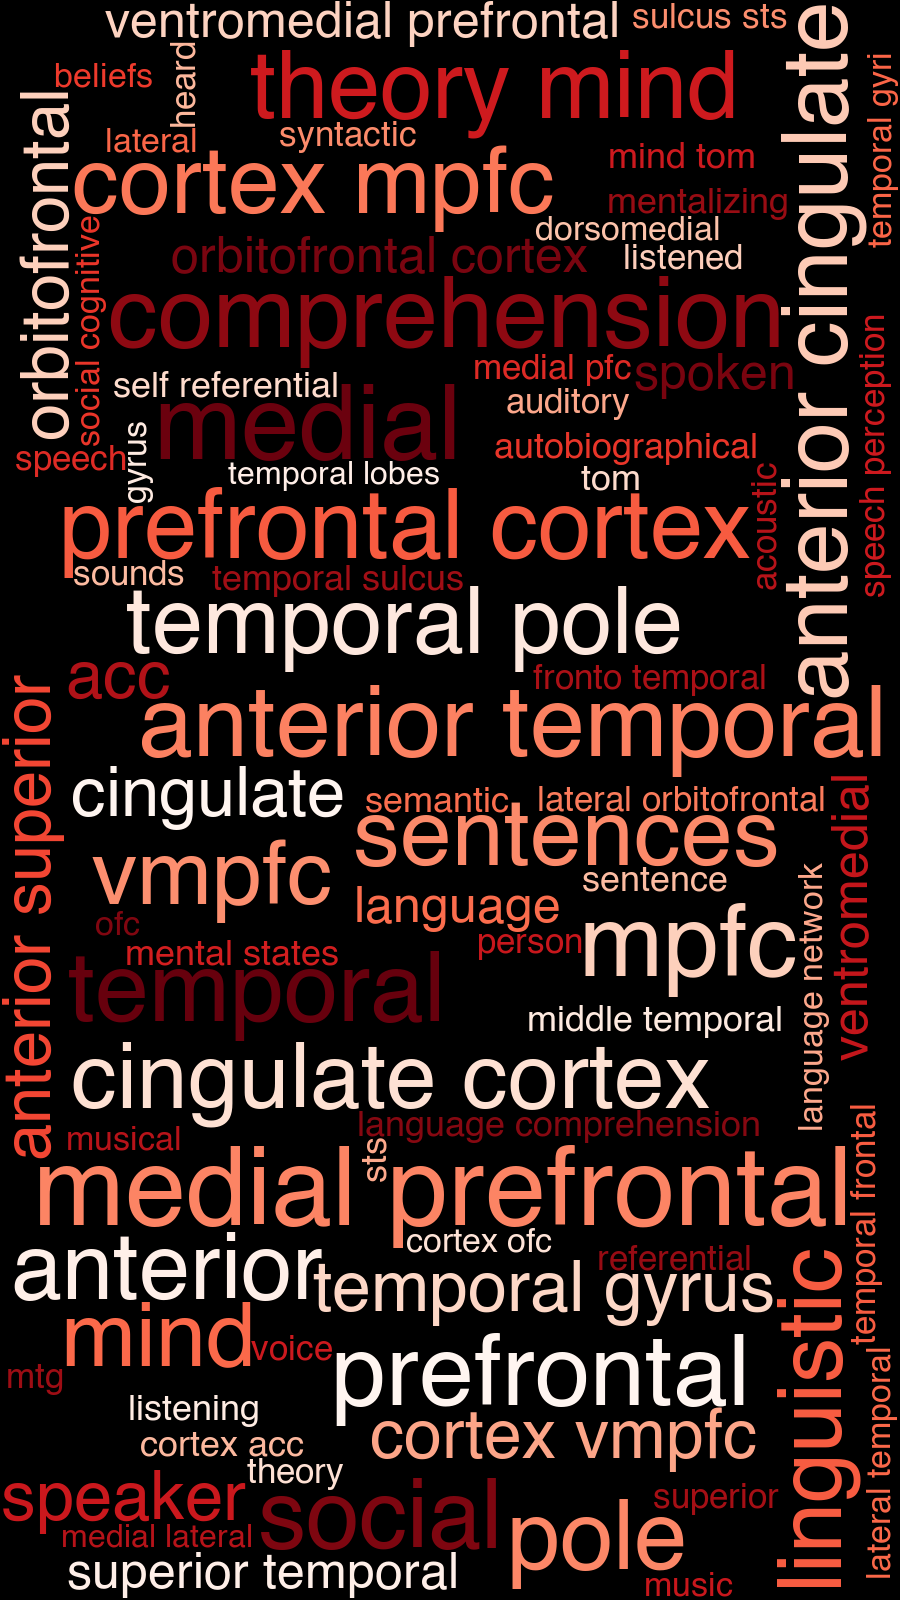 ventromedial prefrontal
sulcus sts
beliefs
heard
theory mind
anterior cingulate
temporal gyri
orbitofrontal
lateral
syntactic
cortex mpfc
mind tom
mentalizing
dorsomedial
social cognitive
orbitofrontal cortex
listened
comprehension
speech perception
medial pfc
spoken
self referential
medial
auditory
gyrus
autobiographical
speech
temporal lobes
tom
acoustic
prefrontal cortex
sounds
temporal sulcus
temporal pole
acc
fronto temporal
anterior superior
anterior temporal
cingulate
semantic
lateral orbitofrontal
ventromedial
sentences
vmpfc
sentence
language network
language
ofc
person
mpfc
mental states
temporal
middle temporal
cingulate cortex
language comprehension
musical
sts
temporal frontal
medial prefrontal
cortex ofc
anterior
referential
linguistic
temporal gyrus
mind
voice
prefrontal
lateral temporal
mtg
listening
cortex vmpfc
cortex acc
theory
speaker
social
superior
pole
medial lateral
superior temporal
music